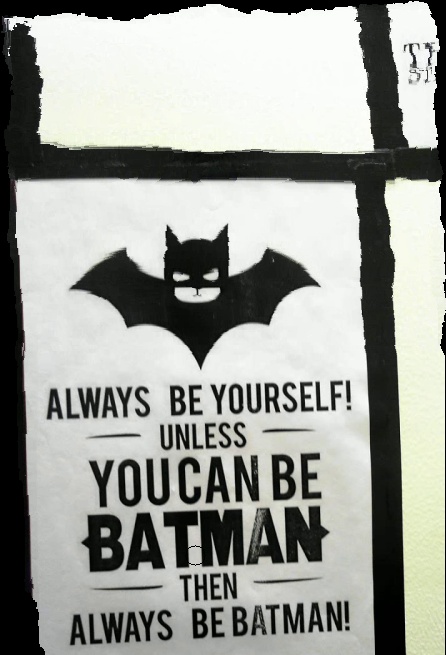 ALWAYS BE YOURSELF!
UNLESS
YOU CAN BE
BATMAN
THEN
ALWAYS BE BATMAN!